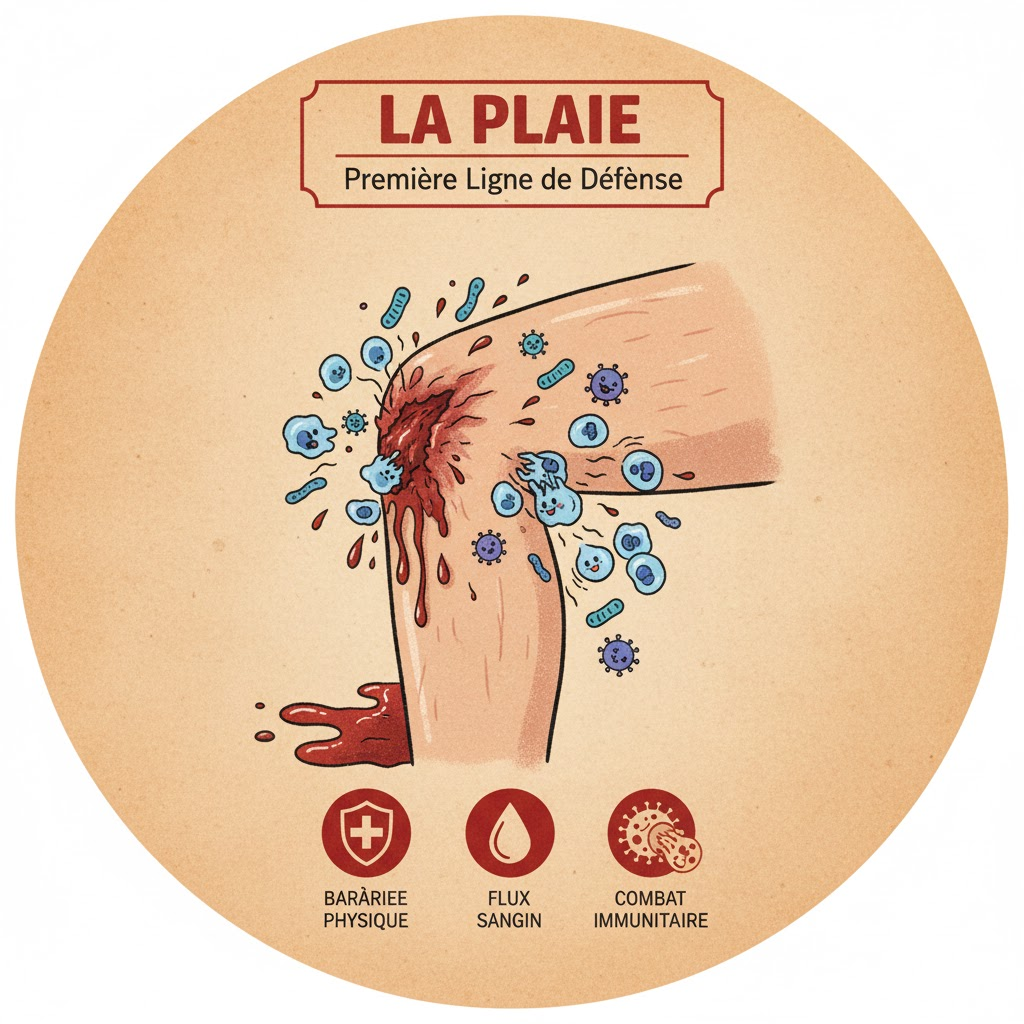 LA PLAIE
Première Ligne de Défènse
BARÀRIEE
PHYSIQUE
FLUX
SANGIN
COMBAT
IMMUNITAIRE